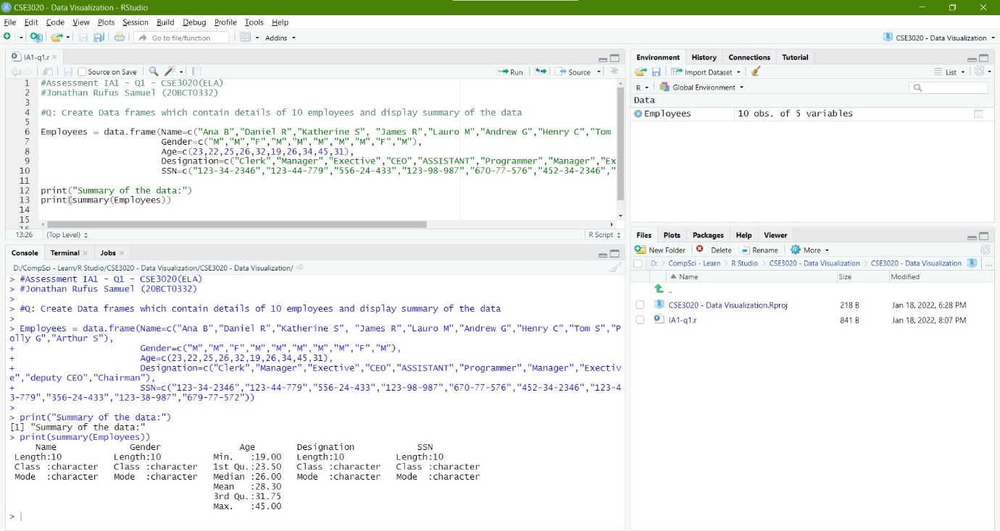 CSE3020 - Data Visualization - RStudio
File Edit Code View Plots Session Build Debug Profile Tools Help
Go to file/function Addins
CSE3020 - Data Visualization
IA1-q1.r
Source on Save Run Source
1 #Assessment IA1 - Q1 - CSE3020(ELA)
2 #Jonathan Rufus Samuel (20BCT0332)
3
4 #Q: Create Data frames which contain details of 10 employees and display summary of the data
5
6 Employees = data.frame(Name=c("Ana B","Daniel R","Katherine S", "James R","Lauro M","Andrew G","Henry C","Tom
7 Gender=c("M","M","F","M","M","M","M","M","F","M"),
8 Age=c(23,22,25,26,32,19,26,34,45,31),
9 Designation=c("Clerk","Manager","Exective","CEO","ASSISTANT","Programmer","Manager","Ex
10 SSN=c("123-34-2346","123-44-779","556-24-433","123-98-987","670-77-576","452-34-2346","
11
12 print("Summary of the data:")
13 print(summary(Employees))
14
15
16
13:26 (Top Level) R Script
Console Terminal Jobs
D:/CompSci - Learn/R Studio/CSE3020 - Data Visualization/CSE3020 - Data Visualization/
> #Assessment IA1 - Q1 - CSE3020(ELA)
> #Jonathan Rufus Samuel (20BCT0332)
>
> #Q: Create Data frames which contain details of 10 employees and display summary of the data
>
> Employees = data.frame(Name=c("Ana B","Daniel R","Katherine S", "James R","Lauro M","Andrew G","Henry C","Tom S","P
olly G","Arthur S"),
+ Gender=c("M","M","F","M","M","M","M","M","F","M"),
+ Age=c(23,22,25,26,32,19,26,34,45,31),
+ Designation=c("Clerk","Manager","Exective","CEO","ASSISTANT","Programmer","Manager","Exectiv
e","deputy CEO","Chairman"),
+ SSN=c("123-34-2346","123-44-779","556-24-433","123-98-987","670-77-576","452-34-2346","123-4
3-779","356-24-433","123-38-987","679-77-572"))
>
> print("Summary of the data:")
[1] "Summary of the data:"
> print(summary(Employees))
Name Gender Age Designation SSN
Length:10 Length:10 Min. :19.00 Length:10 Length:10
Class :character Class :character 1st Qu.:23.50 Class :character Class :character
Mode :character Mode :character Median :26.00 Mode :character Mode :character
Mean :28.30
3rd Qu.:31.75
Max. :45.00
>
Environment History Connections Tutorial
Import Dataset List
R Global Environment
Data
Employees 10 obs. of 5 variables
Files Plots Packages Help Viewer
New Folder Delete Rename More
D: CompSci - Learn R Studio CSE3020 - Data Visualization CSE3020 - Data Visualization ...
Name Size Modified
..
CSE3020 - Data Visualization.Rproj 218 B Jan 18, 2022, 6:28 PM
IA1-q1.r 841 B Jan 18, 2022, 8:07 PM